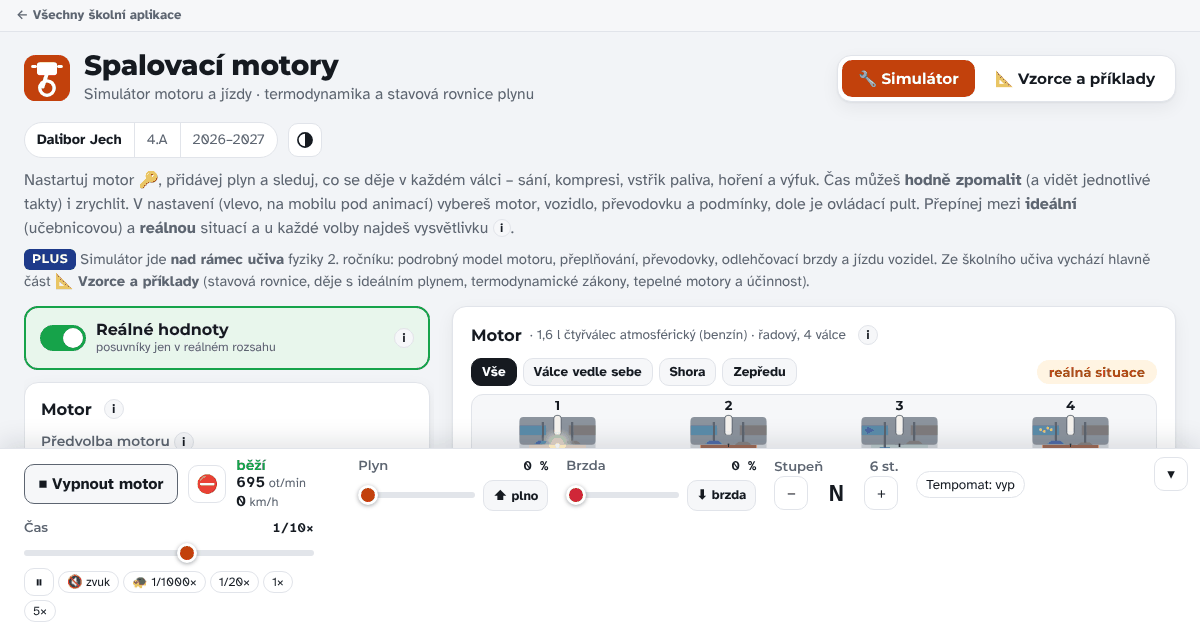 ← Všechny školní aplikace
Spalovací motory
Simulátor motoru a jízdy · termodynamika a stavová rovnice plynu
🔧 Simulátor
📐 Vzorce a příklady
Dalibor Jech
4.A
2026–2027
Nastartuj motor 🔑, přidávej plyn a sleduj, co se děje v každém válci – sání, kompresi, vstřik paliva, hoření a výfuk. Čas můžeš hodně zpomalit (a vidět jednotlivé
takty) i zrychlit. V nastavení (vlevo, na mobilu pod animací) vybereš motor, vozidlo, převodovku a podmínky, dole je ovládací pult. Přepínej mezi ideální
(učebnicovou) a reálnou situací a u každé volby najdeš vysvětlivku i .
PLUS Simulátor jde nad rámec učiva fyziky 2. ročníku: podrobný model motoru, přeplňování, převodovky, odlehčovací brzdy a jízdu vozidel. Ze školního učiva vychází hlavně
část 📐 Vzorce a příklady (stavová rovnice, děje s ideálním plynem, termodynamické zákony, tepelné motory a účinnost).
Reálné hodnoty
posuvníky jen v reálném rozsahu
i
Motor i
Předvolba motoru i
Motor · 1,6 l čtyřválec atmosférický (benzín) · řadový, 4 válce i
Vše
Válce vedle sebe
Shora
Zepředu
reálná situace
1
2
3
4
■ Vypnout motor
⛔
běží
695 ot/min
0 km/h
Plyn
0 %
⬆ plno
Brzda
0 %
⬇ brzda
Stupeň
6 st.
−
N
+
Tempomat: vyp
▼
Čas
1/10×
⏸
🔇 zvuk
🐢 1/1000×
1/20×
1×
5×